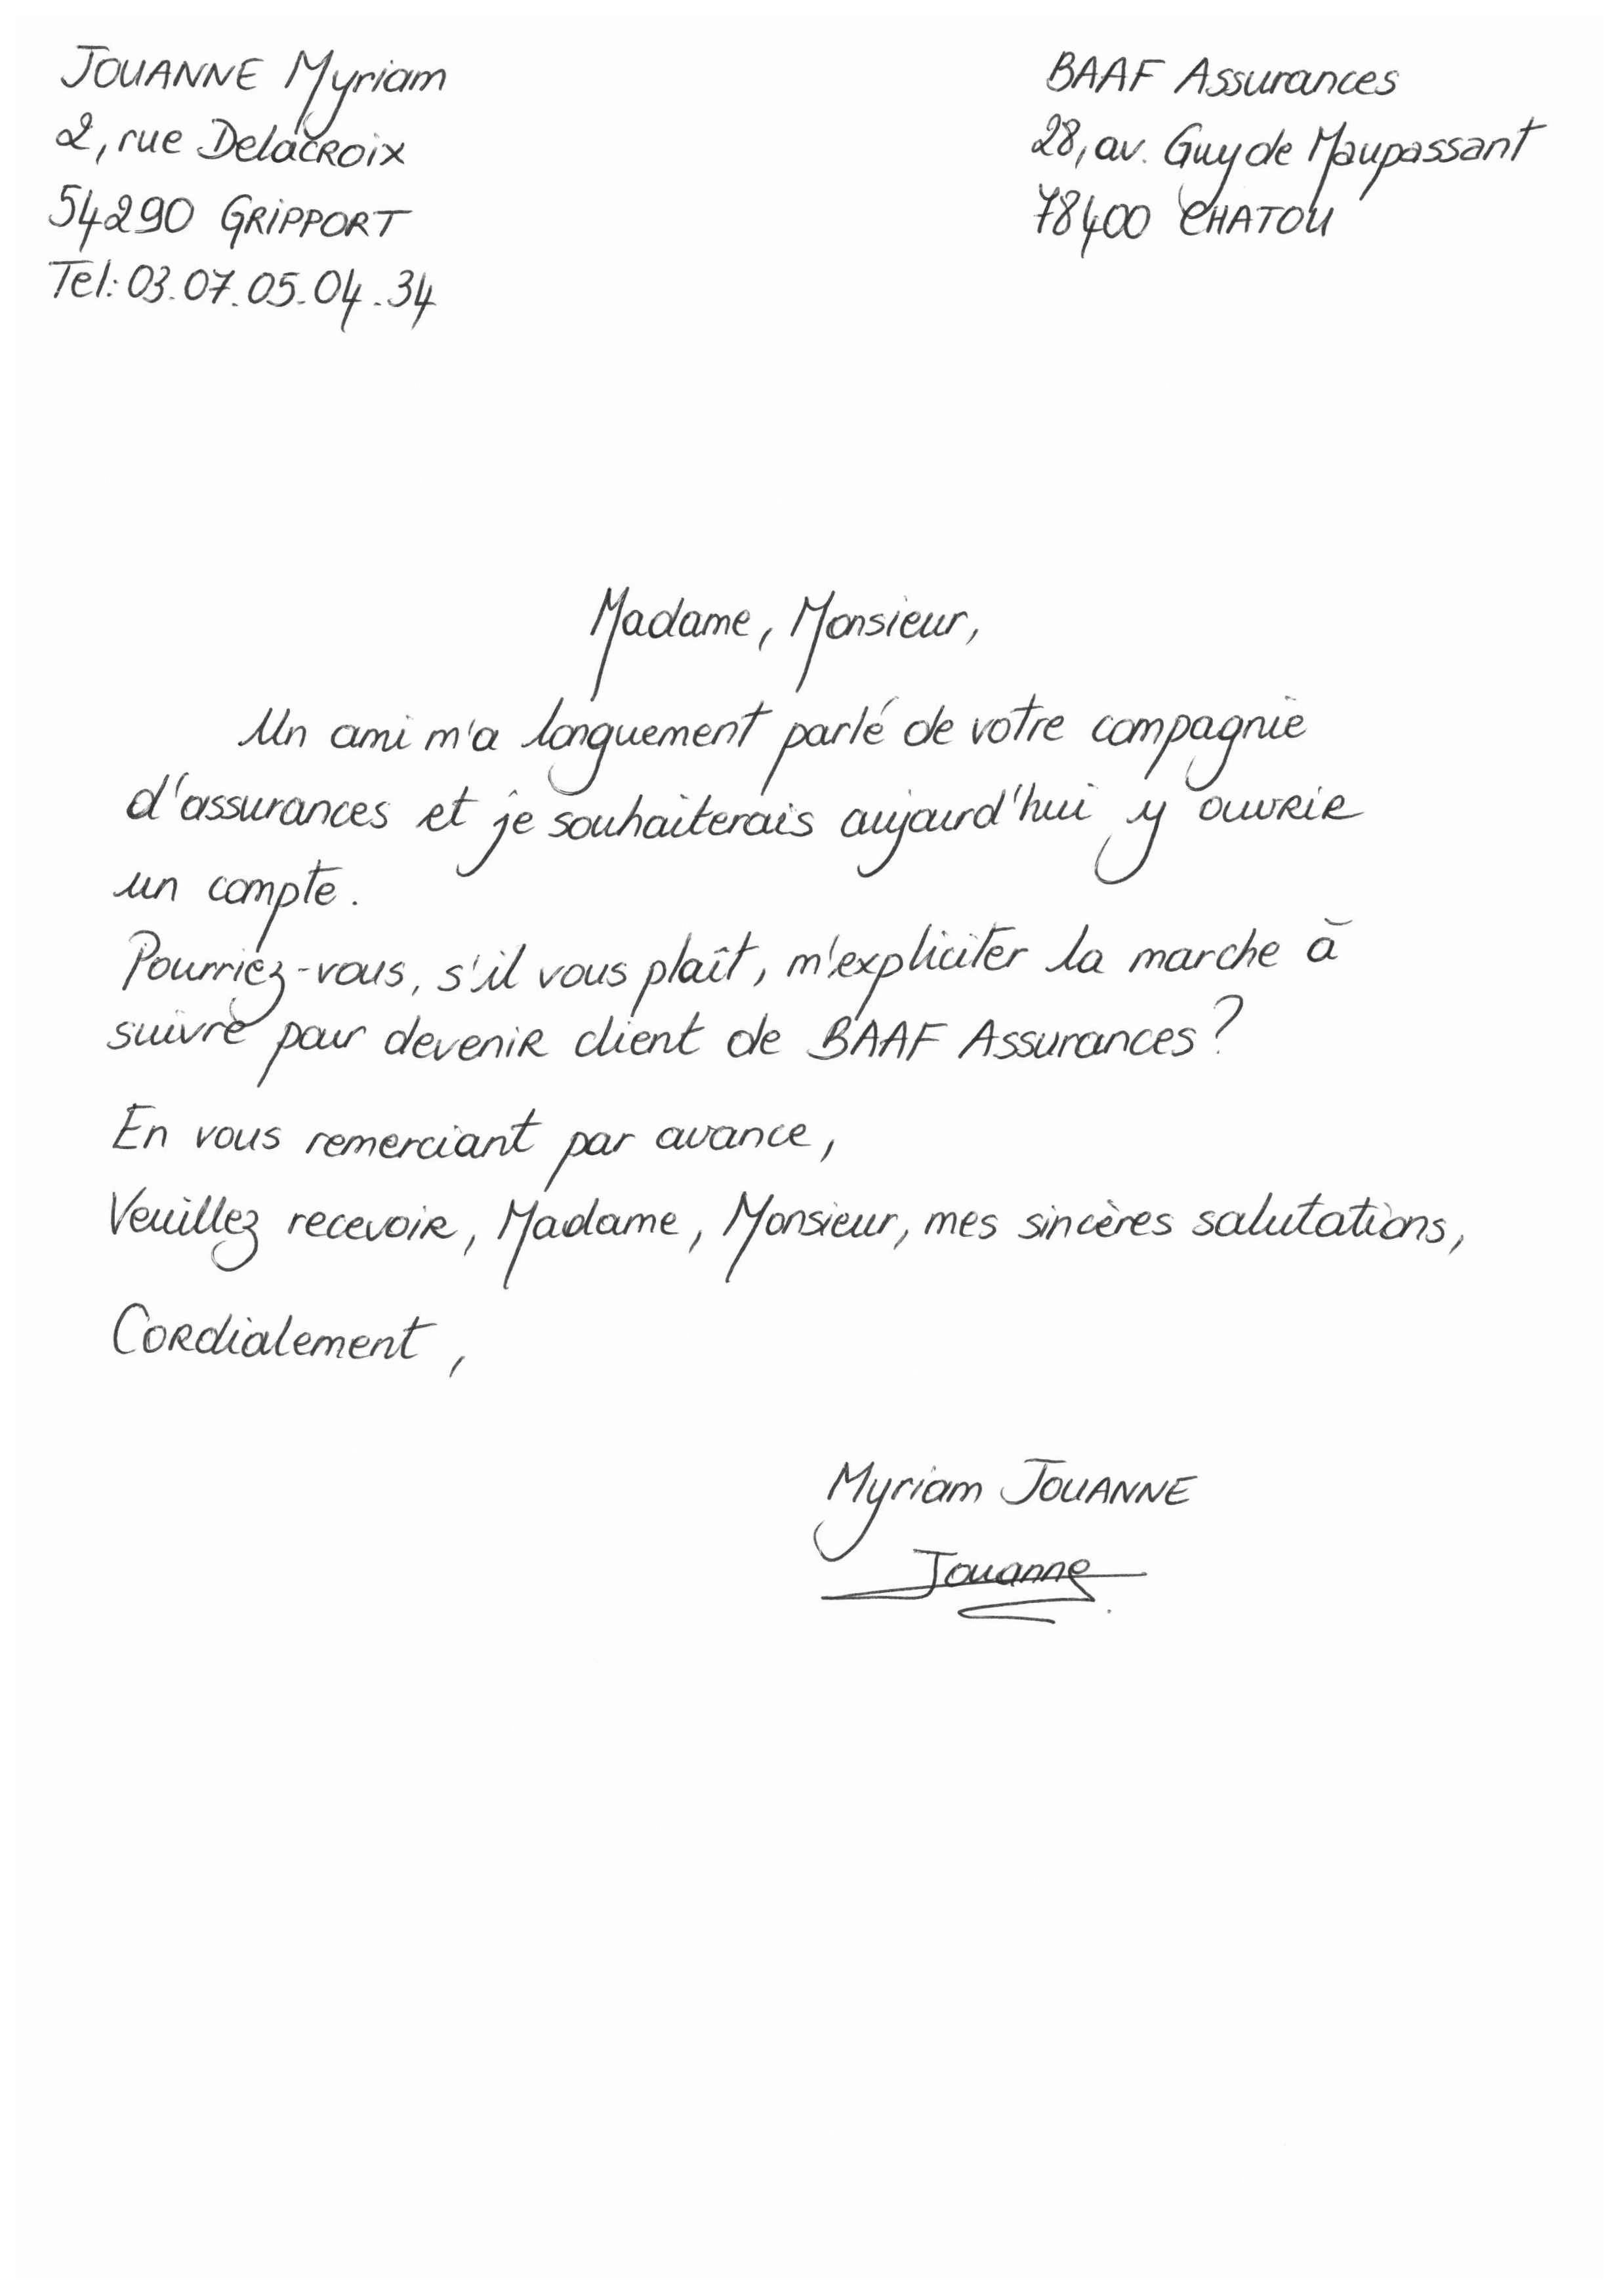 JOUANNE Myriam
2, rue Delacroix
54290 GRIPPORT
Tel: 03.07.05.04.34
BAAF Assurances
28, av. Guy de Maupassant
78400 CHATOU
Madame, Monsieur,
Un ami m'a longuement parlé de votre compagnie
d'assurances et je souhaiterais aujourd'hui y ouvrir
un compte.
Pourriez-vous, s'il vous plaît, m'expliciter la marche à
suivre pour devenir client de BAAF Assurances?
En vous remerciant par avance,
Veuillez recevoir, Madame, Monsieur, mes sincères salutations,
Cordialement,
Myriam JOUANNE
Jouanne